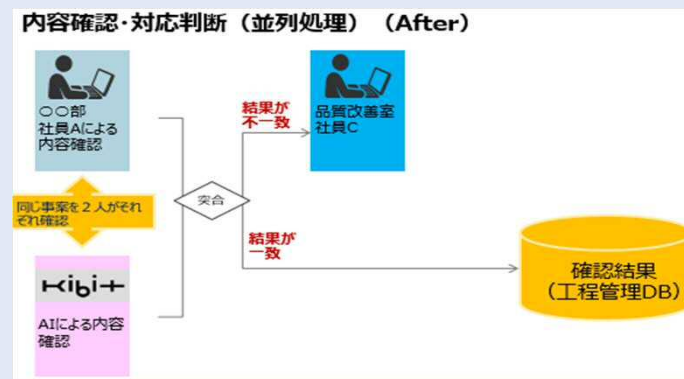 内容確認・対応判断（並列処理）（After）
〇〇部
社員Aによる
内容確認
結果が
不一致
品質改善室
社員C
同じ事案を２人がそれ
ぞれ確認
突合
結果が
一致
KIBIT
AIによる内容
確認
確認結果
（工程管理DB）